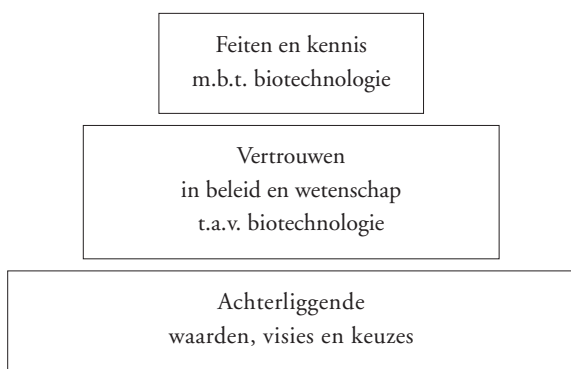 Feiten en kennis
m.b.t. biotechnologie
Vertrouwen
in beleid en wetenschap
t.a.v. biotechnologie
Achterliggende
waarden, visies en keuzes